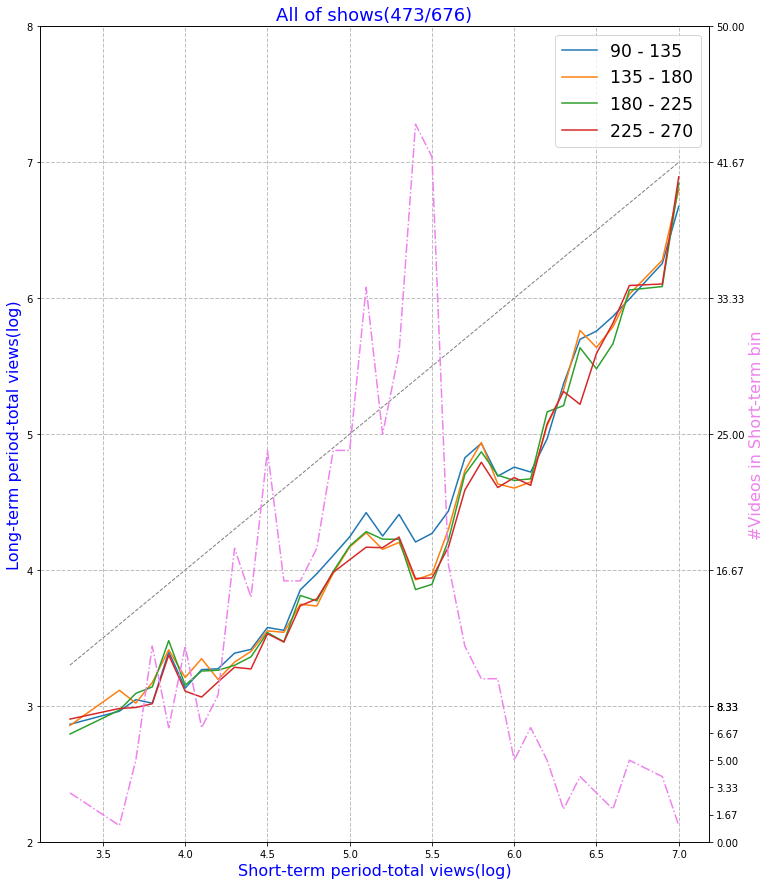 All of shows(473/676)
90 - 135
135 - 180
180 - 225
225 - 270
8
7
6
5
4
3
2
50.00
41.67
33.33
25.00
16.67
8.33
6.67
5.00
3.33
1.67
0.00
Long-term period-total views(log)
#Videos in Short-term bin
3.5 4.0 4.5 5.0 5.5 6.0 6.5 7.0
Short-term period-total views(log)